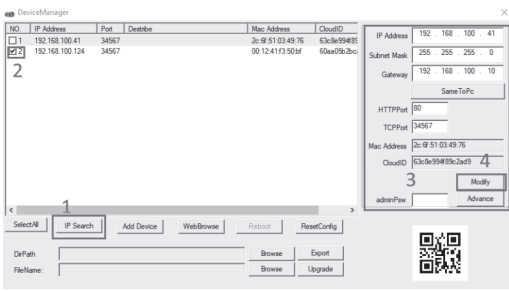 DeviceManager
NO. IP Address Port Destribe Mac Address CloudID
1 192.168.100.41 34567 2c:6f:51:03:49:76 63c8e994f89
2 192.168.100.124 34567 00:12:41:f3:50:bf 60aa05b2bc
2
IP Address 192 . 168 . 100 . 41
Subnet Mask 255 . 255 . 255 . 0
Gateway 192 . 168 . 100 . 10
SameToPc
HTTPPort 80
TCPPort 34567
Mac Address 2c:6f:51:03:49:76
CloudID 63c8e994f89c2ad9
4
3
Modify
adminPsw Advance
1
SelectAll IP Search Add Device WebBrowse Reboot ResetConfig
DirPath Browse Export
FileName: Browse Upgrade